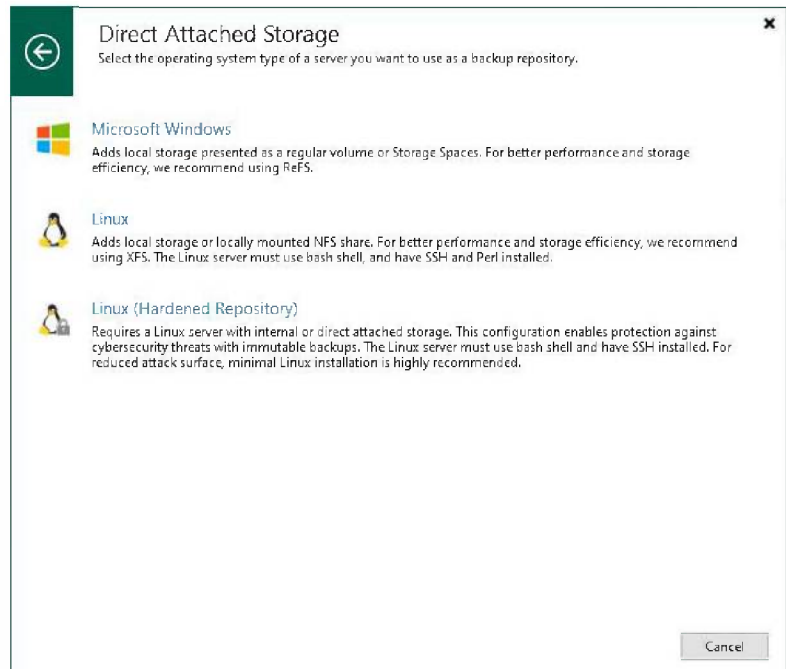 Direct Attached Storage
Select the operating system type of a server you want to use as a backup repository.
Microsoft Windows
Adds local storage presented as a regular volume or Storage Spaces. For better performance and storage
efficiency, we recommend using ReFS.
Linux
Adds local storage or locally mounted NFS share. For better performance and storage efficiency, we recommend
using XFS. The Linux server must use bash shell, and have SSH and Perl installed.
Linux (Hardened Repository)
Requires a Linux server with internal or direct attached storage. This configuration enables protection against
cybersecurity threats with immutable backups. The Linux server must use bash shell and have SSH installed. For
reduced attack surface, minimal Linux installation is highly recommended.
Cancel